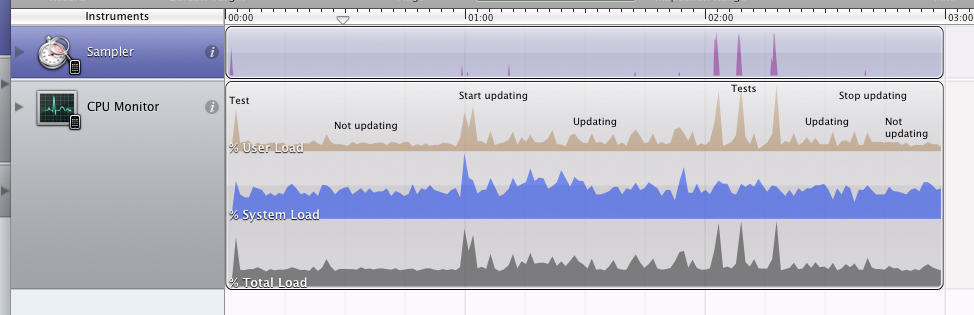 Instruments
00:00
01:00
02:00
03:00
Sampler
CPU Monitor
Test
Not updating
Start updating
Updating
Tests
Stop updating
Updating
Not
updating
% User Load
% System Load
% Total Load